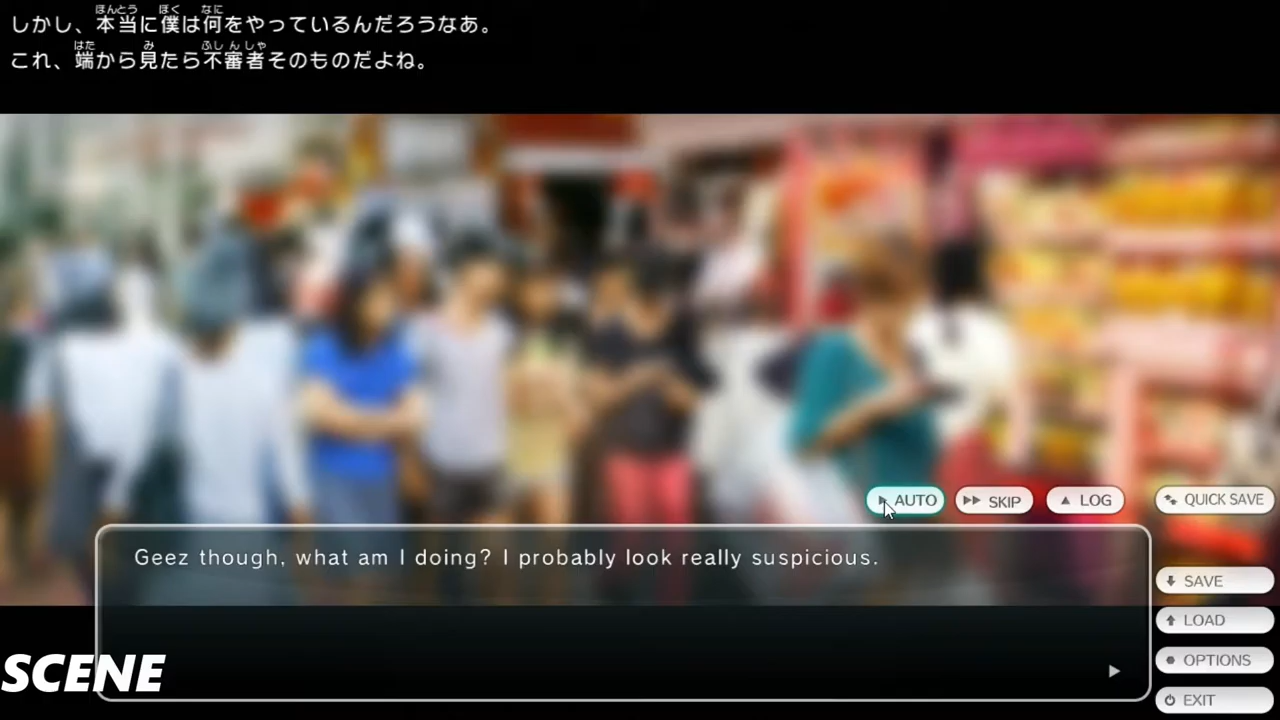 しかし、本当に僕は何をやっているんだろうなあ。
これ、端から見たら不審者そのものだよね。
AUTO
SKIP
LOG
QUICK SAVE
Geez though, what am I doing? I probably look really suspicious.
SAVE
LOAD
OPTIONS
EXIT
SCENE